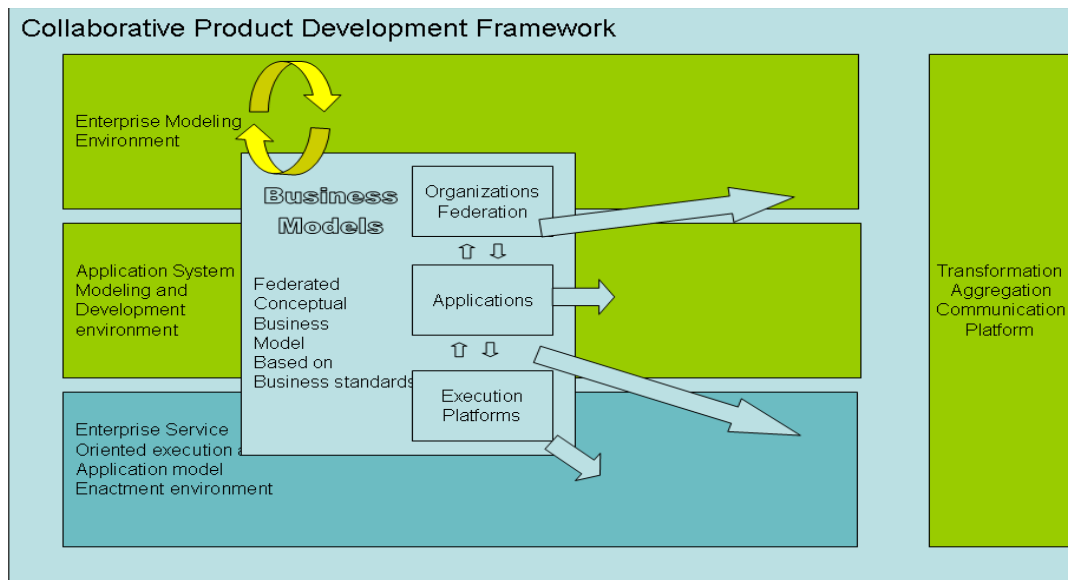 Collaborative Product Development Framework
Enterprise Modeling
Environment
Business
Models
Organizations
Federation
Application System
Modeling and
Development
environment
Federated
Conceptual
Business
Model
Based on
Business standards
Applications
Transformation
Aggregation
Communication
Platform
Execution
Platforms
Enterprise Service
Oriented execution
Application model
Enactment environment